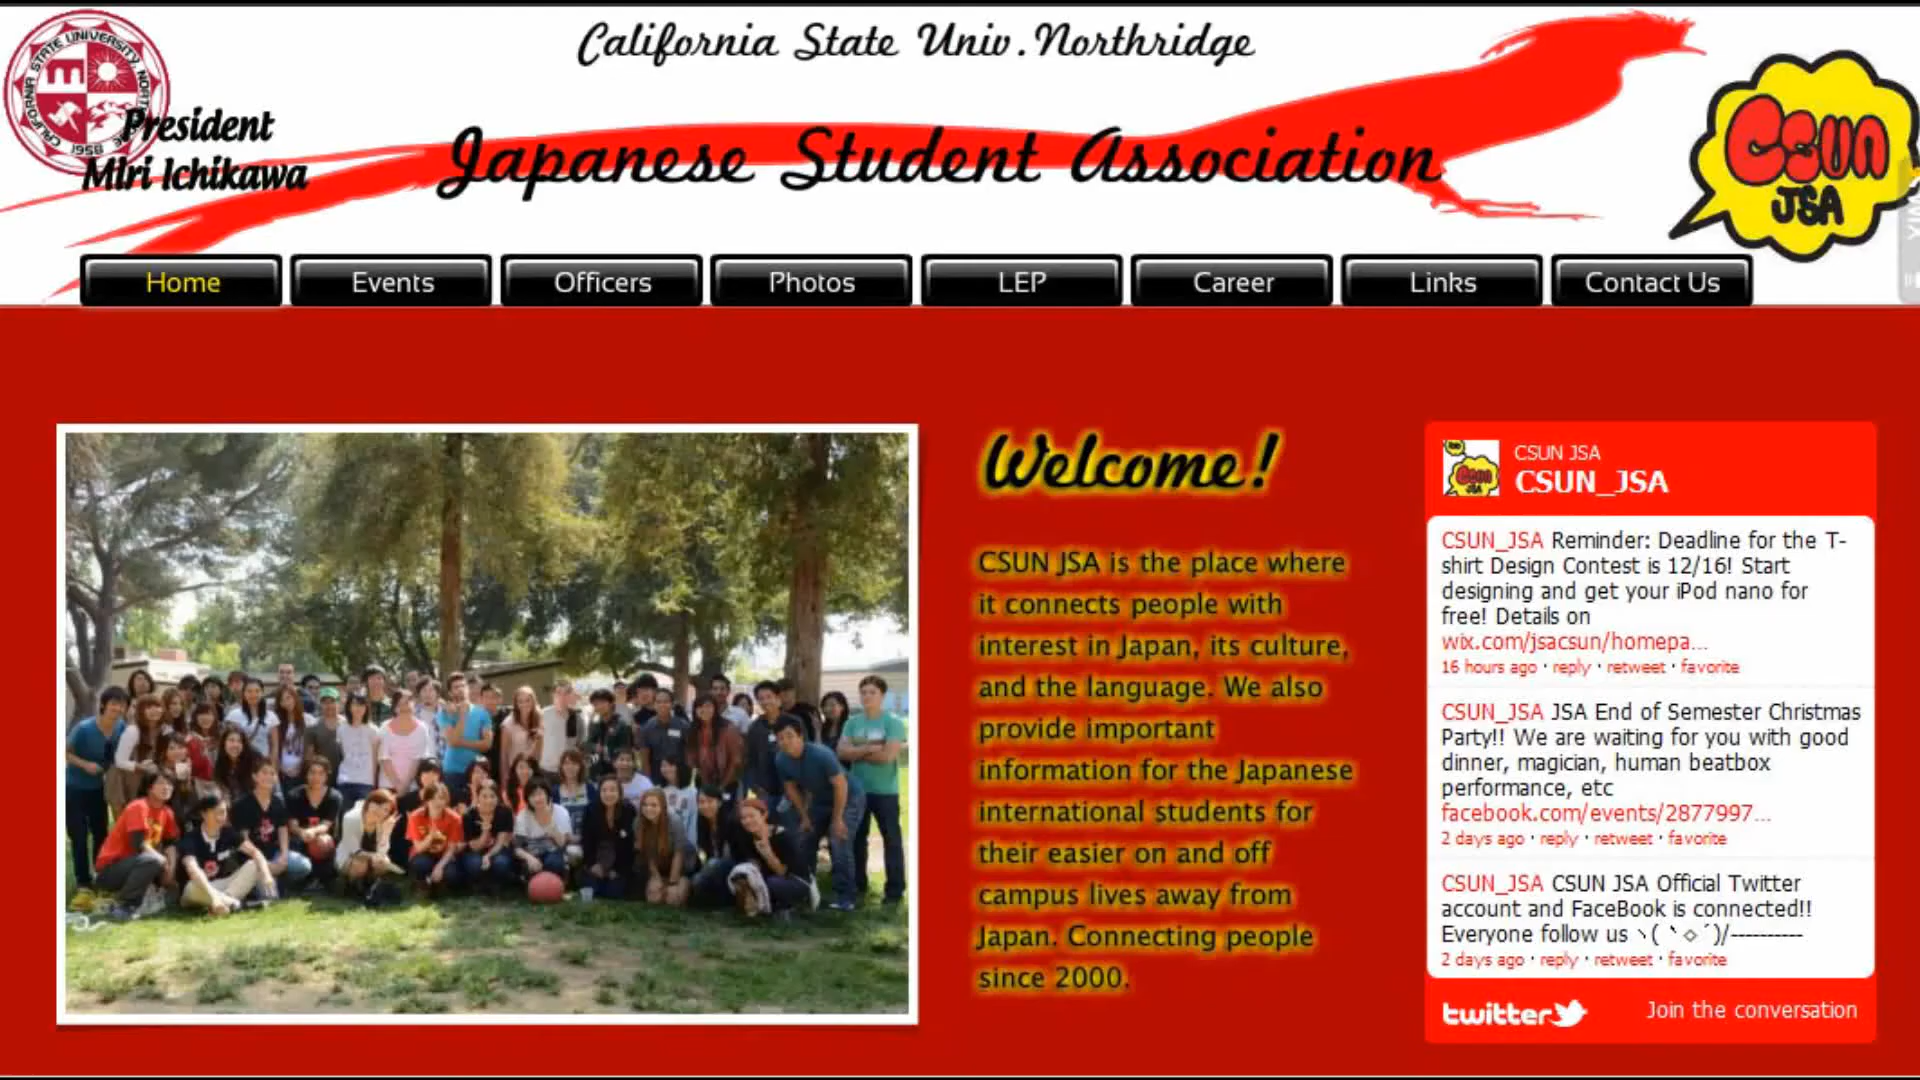 California State Univ. Northridge
CALIFORNIA STATE UNIVERSITY, NORTHRIDGE
1958
President
Miri Ichikawa
Japanese Student Association
CSUN
JSA
WIX
Home
Events
Officers
Photos
LEP
Career
Links
Contact Us
Welcome!
CSUN JSA is the place where
it connects people with
interest in Japan, its culture,
and the language. We also
provide important
information for the Japanese
international students for
their easier on and off
campus lives away from
Japan. Connecting people
since 2000.
CSUN
JSA
CSUN JSA
CSUN_JSA
CSUN_JSA Reminder: Deadline for the T-
shirt Design Contest is 12/16! Start
designing and get your iPod nano for
free! Details on
wix.com/jsacsun/homepa...
16 hours ago · reply · retweet · favorite
CSUN_JSA JSA End of Semester Christmas
Party!! We are waiting for you with good
dinner, magician, human beatbox
performance, etc
facebook.com/events/2877997...
2 days ago · reply · retweet · favorite
CSUN_JSA CSUN JSA Official Twitter
account and FaceBook is connected!!
Everyone follow us ヽ( ｀◇´)/----------
2 days ago · reply · retweet · favorite
twitter
Join the conversation